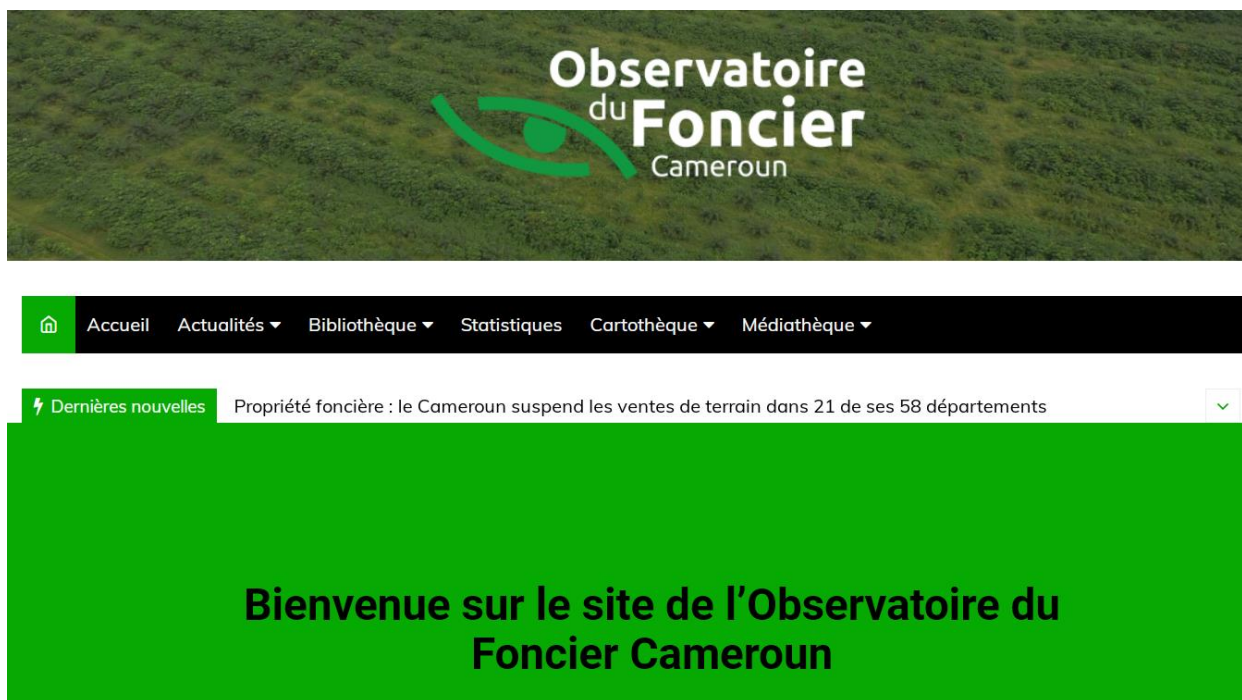 Observatoire
du Foncier
Cameroun
Accueil Actualités Bibliothèque Statistiques Cartothèque Médiathèque
Dernières nouvelles Propriété foncière : le Cameroun suspend les ventes de terrain dans 21 de ses 58 départements
Bienvenue sur le site de l’Observatoire du
Foncier Cameroun